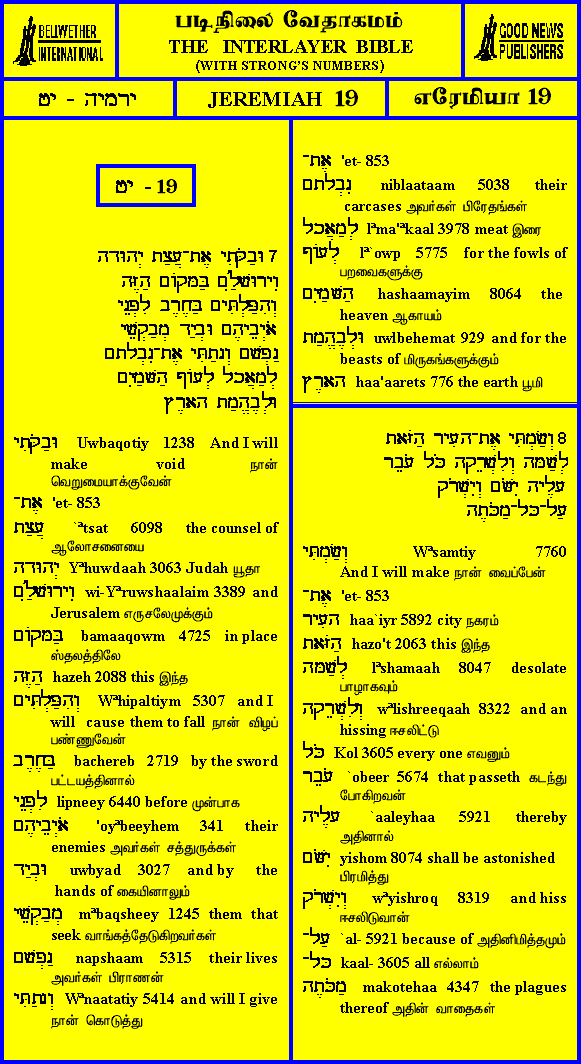 BELLWETHER
INTERNATIONAL
படிநிலை வேதாகமம்
THE INTERLAYER BIBLE
(WITH STRONG'S NUMBERS)
GOOD NEWS
PUBLISHERS
ירמיה - יט
JEREMIAH 19
எரேமியா 19
יט - 19
7 וּבַקֹּתִי אֶת־עֲצַת יְהוּדָה
וִירוּשָׁלַיִם בַּמָּקוֹם הַזֶּה
וְהִפַּלְתִּים בַּחֶרֶב לִפְנֵי
אֹיְבֵיהֶם וּבְיַד מְבַקְשֵׁי
נַפְשָׁם וְנָתַתִּי אֶת־נִבְלָתָם
לְמַאֲכָל לְעוֹף הַשָּׁמַיִם
וּלְבֶהֱמַת הָאָרֶץ
וּבַקֹּתִי Uwbaqotiy 1238 And I will
make void நான்
வெறுமையாக்குவேன்
אֶת־ 'et- 853
עֲצַת `ªtsat 6098 the counsel of
ஆலோசனையை
יְהוּדָה Yªhuwdaah 3063 Judah யூதா
וִירוּשָׁלַיִם wi-Yªruwshaalaim 3389 and
Jerusalem எருசலேமுக்கும்
בַּמָּקוֹם bamaaqowm 4725 in place
ஸ்தலத்திலே
הַזֶּה hazeh 2088 this இந்த
וְהִפַּלְתִּים Wªhipaltiym 5307 and I
will cause them to fall நான் விழப்
பண்ணுவேன்
בַּחֶרֶב bachereb 2719 by the sword
பட்டயத்தினால்
לִפְנֵי lipneey 6440 before முன்பாக
אֹיְבֵיהֶם 'oyªbeeyhem 341 their
enemies அவர்கள் சத்துருக்கள்
וּבְיַד uwbyad 3027 and by the
hands of கையினாலும்
מְבַקְשֵׁי mªbaqsheey 1245 them that
seek வாங்கத்தேடுகிறவர்கள்
נַפְשָׁם napshaam 5315 their lives
அவர்கள் பிராணன்
וְנָתַתִּי Wªnaatatiy 5414 and will I give
நான் கொடுத்து
אֶת־ 'et- 853
נִבְלָתָם niblaataam 5038 their
carcases அவர்கள் பிரேதங்கள்
לְמַאֲכָל lªma'ªkaal 3978 meat இரை
לְעוֹף lª`owp 5775 for the fowls of
பறவைகளுக்கு
הַשָּׁמַיִם hashaamayim 8064 the
heaven ஆகாயம்
וּלְבֶהֱמַת uwlbehemat 929 and for the
beasts of மிருகங்களுக்கும்
הָאָרֶץ haa'aarets 776 the earth பூமி
8 וְשַׂמְתִּי אֶת־הָעִיר הַזֹּאת
לְשַׁמָּה וְלִשְׁרֵקָה כֹּל עֹבֵר
עָלֶיהָ יִשֹּׁם וְיִשְׁרֹק
עַל־כָּל־מַכֹּתֶהָ
וְשַׂמְתִּי Wªsamtiy 7760
And I will make நான் வைப்பேன்
אֶת־ 'et- 853
הָעִיר haa`iyr 5892 city நகரம்
הַזֹּאת hazo't 2063 this இந்த
לְשַׁמָּה lªshamaah 8047 desolate
பாழாகவும்
וְלִשְׁרֵקָה wªlishreeqaah 8322 and an
hissing ஈசலிட்டு
כֹּל Kol 3605 every one எவனும்
עֹבֵר `obeer 5674 that passeth கடந்து
போகிறவன்
עָלֶיהָ `aaleyhaa 5921 thereby
அதினால்
יִשֹּׁם yishom 8074 shall be astonished
பிரமித்து
וְיִשְׁרֹק wªyishroq 8319 and hiss
ஈசலிடுவான்
עַל־ `al- 5921 because of அதினிமித்தமும்
כָּל־ kaal- 3605 all எல்லாம்
מַכֹּתֶהָ makotehaa 4347 the plagues
thereof அதின் வாதைகள்